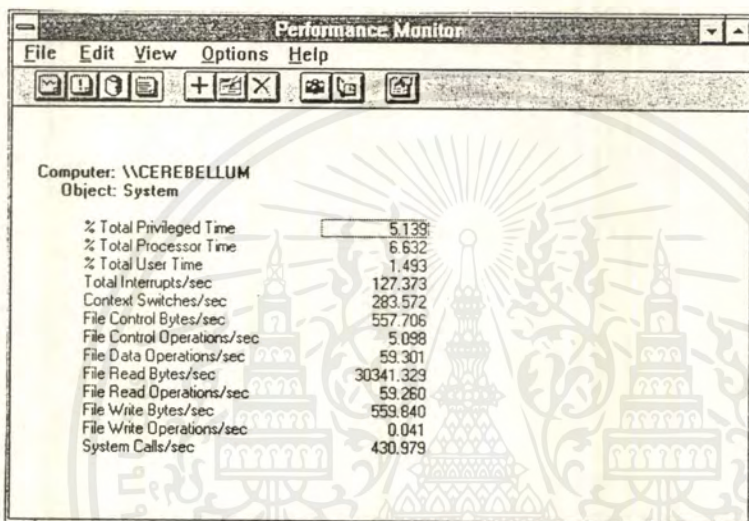 Performance Monitor
File Edit View Options Help
Computer: \\CEREBELLUM
Object: System
% Total Privileged Time 5.139
% Total Processor Time 6.632
% Total User Time 1.493
Total Interrupts/sec 127.373
Context Switches/sec 283.572
File Control Bytes/sec 557.706
File Control Operations/sec 5.098
File Data Operations/sec 59.301
File Read Bytes/sec 30341.329
File Read Operations/sec 59.260
File Write Bytes/sec 559.840
File Write Operations/sec 0.041
System Calls/sec 430.979